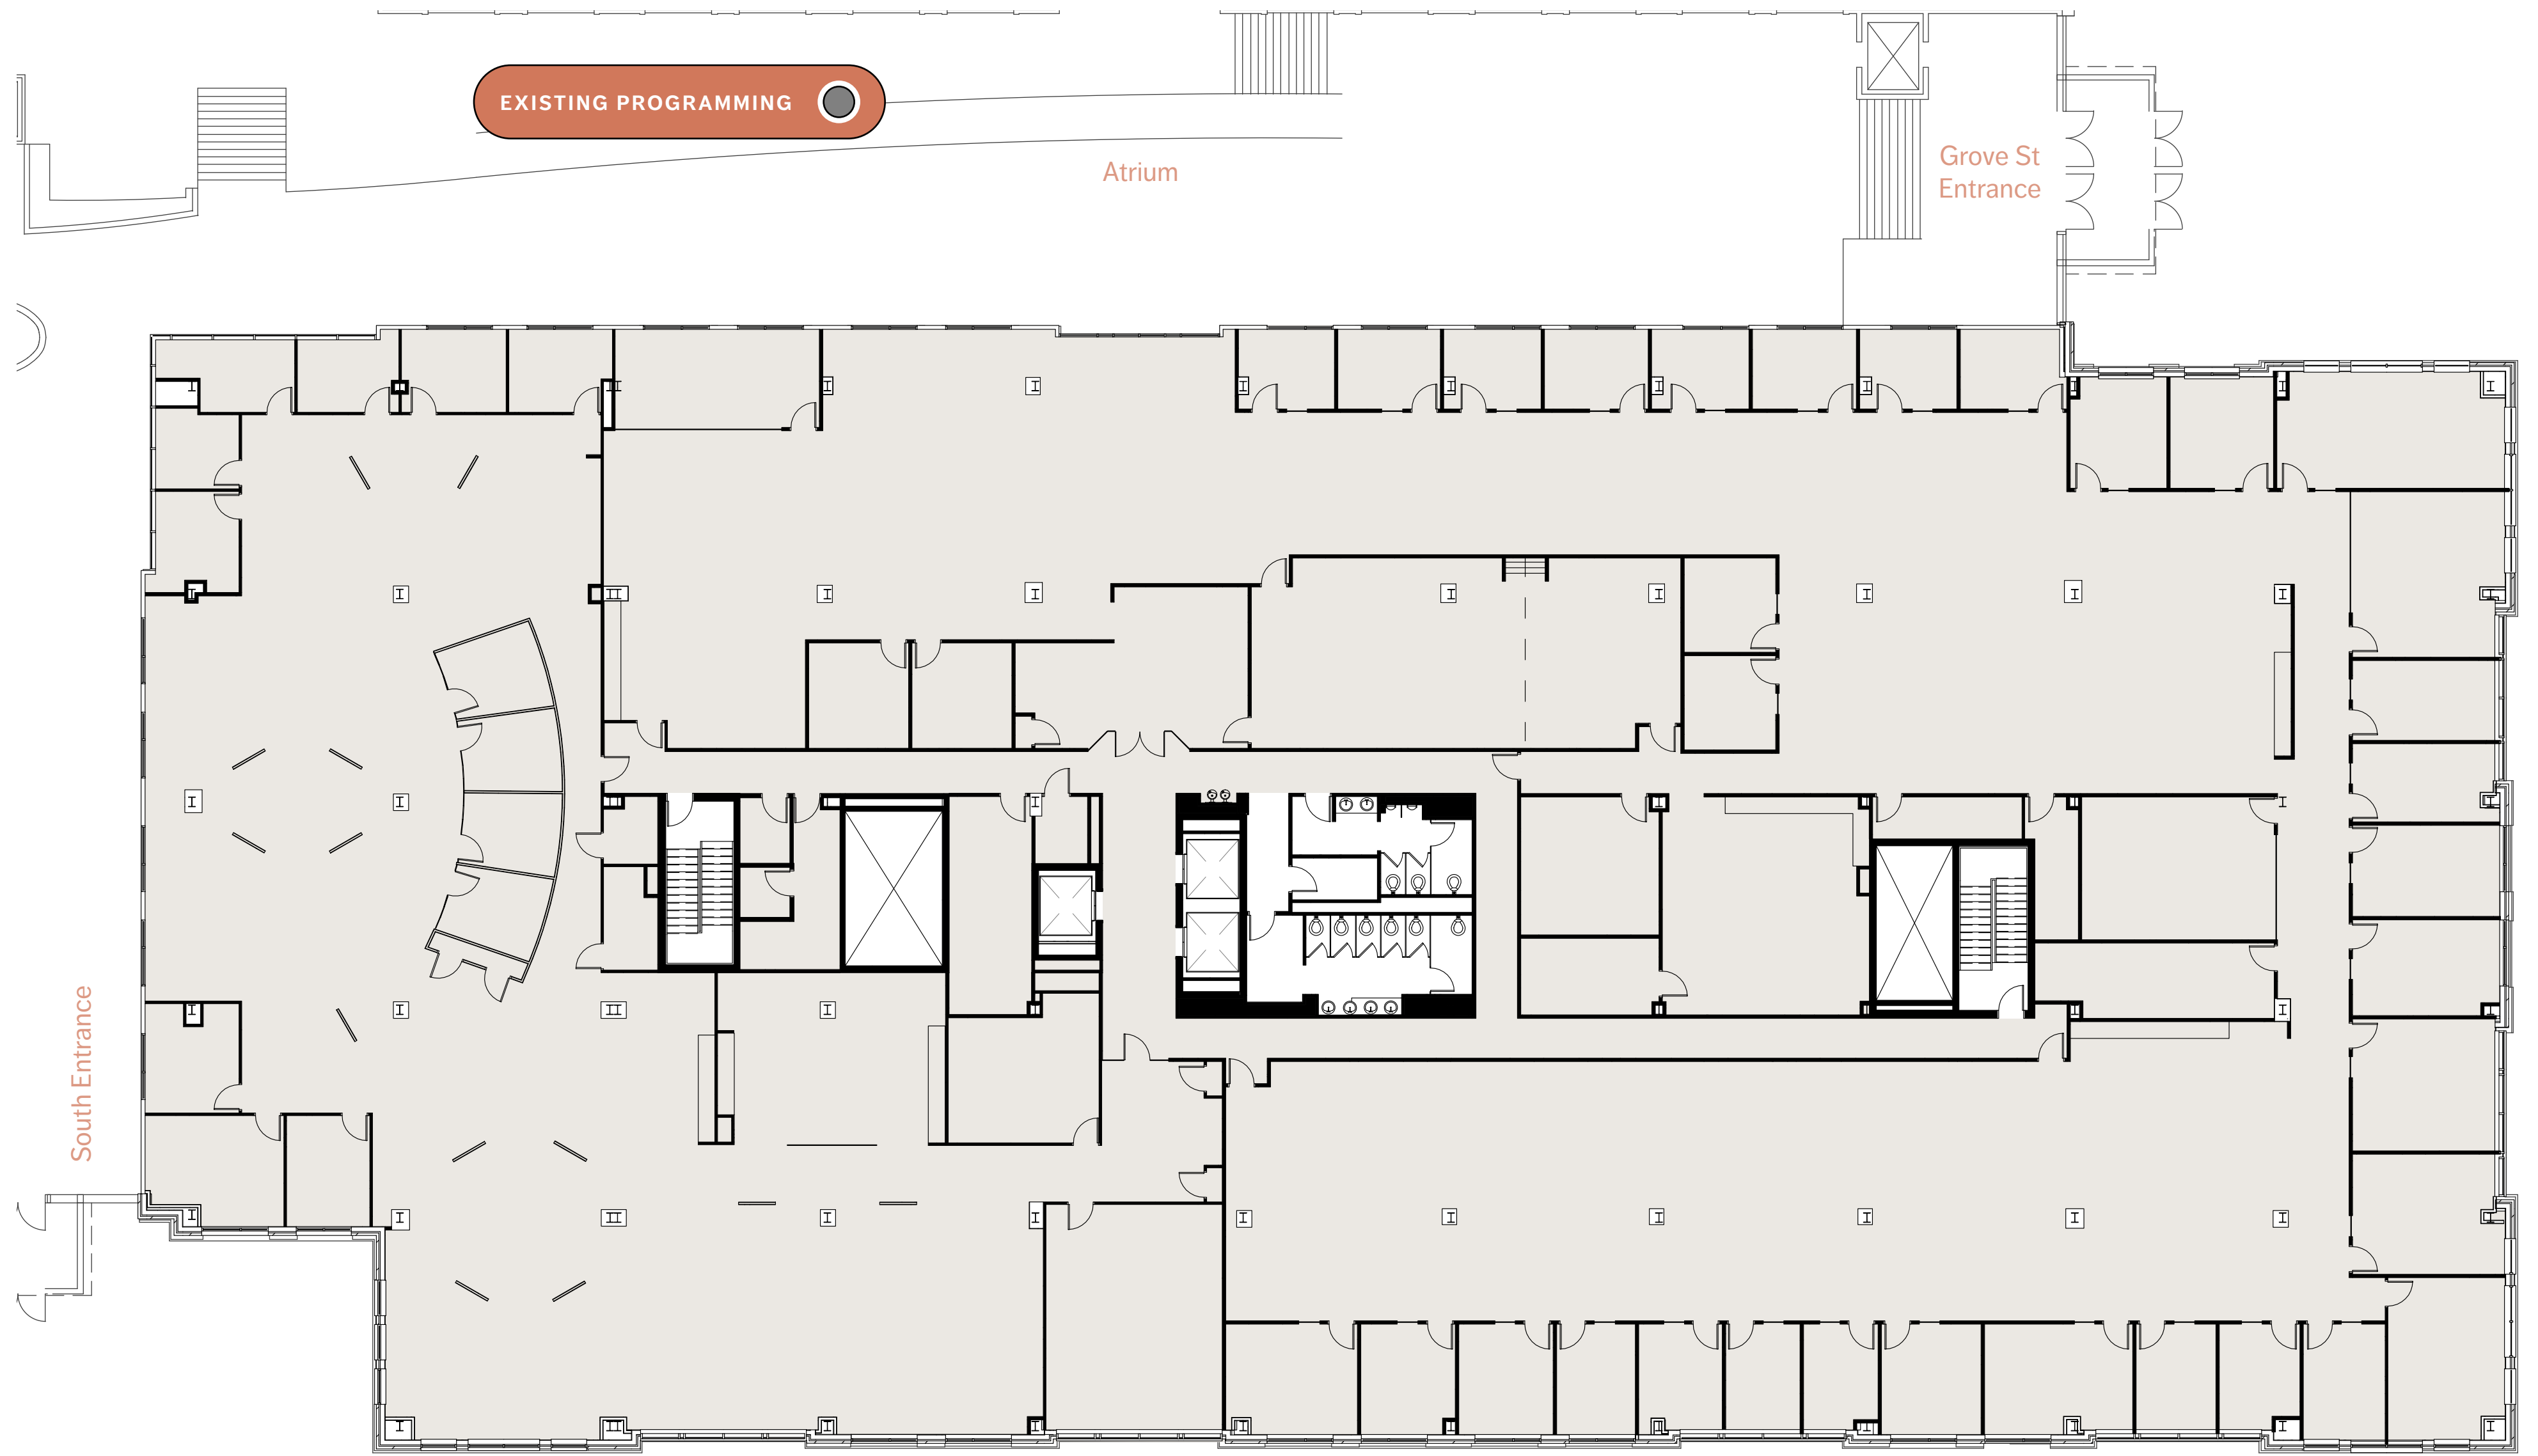 EXISTING PROGRAMMING
Atrium
Grove St
Entrance
South Entrance